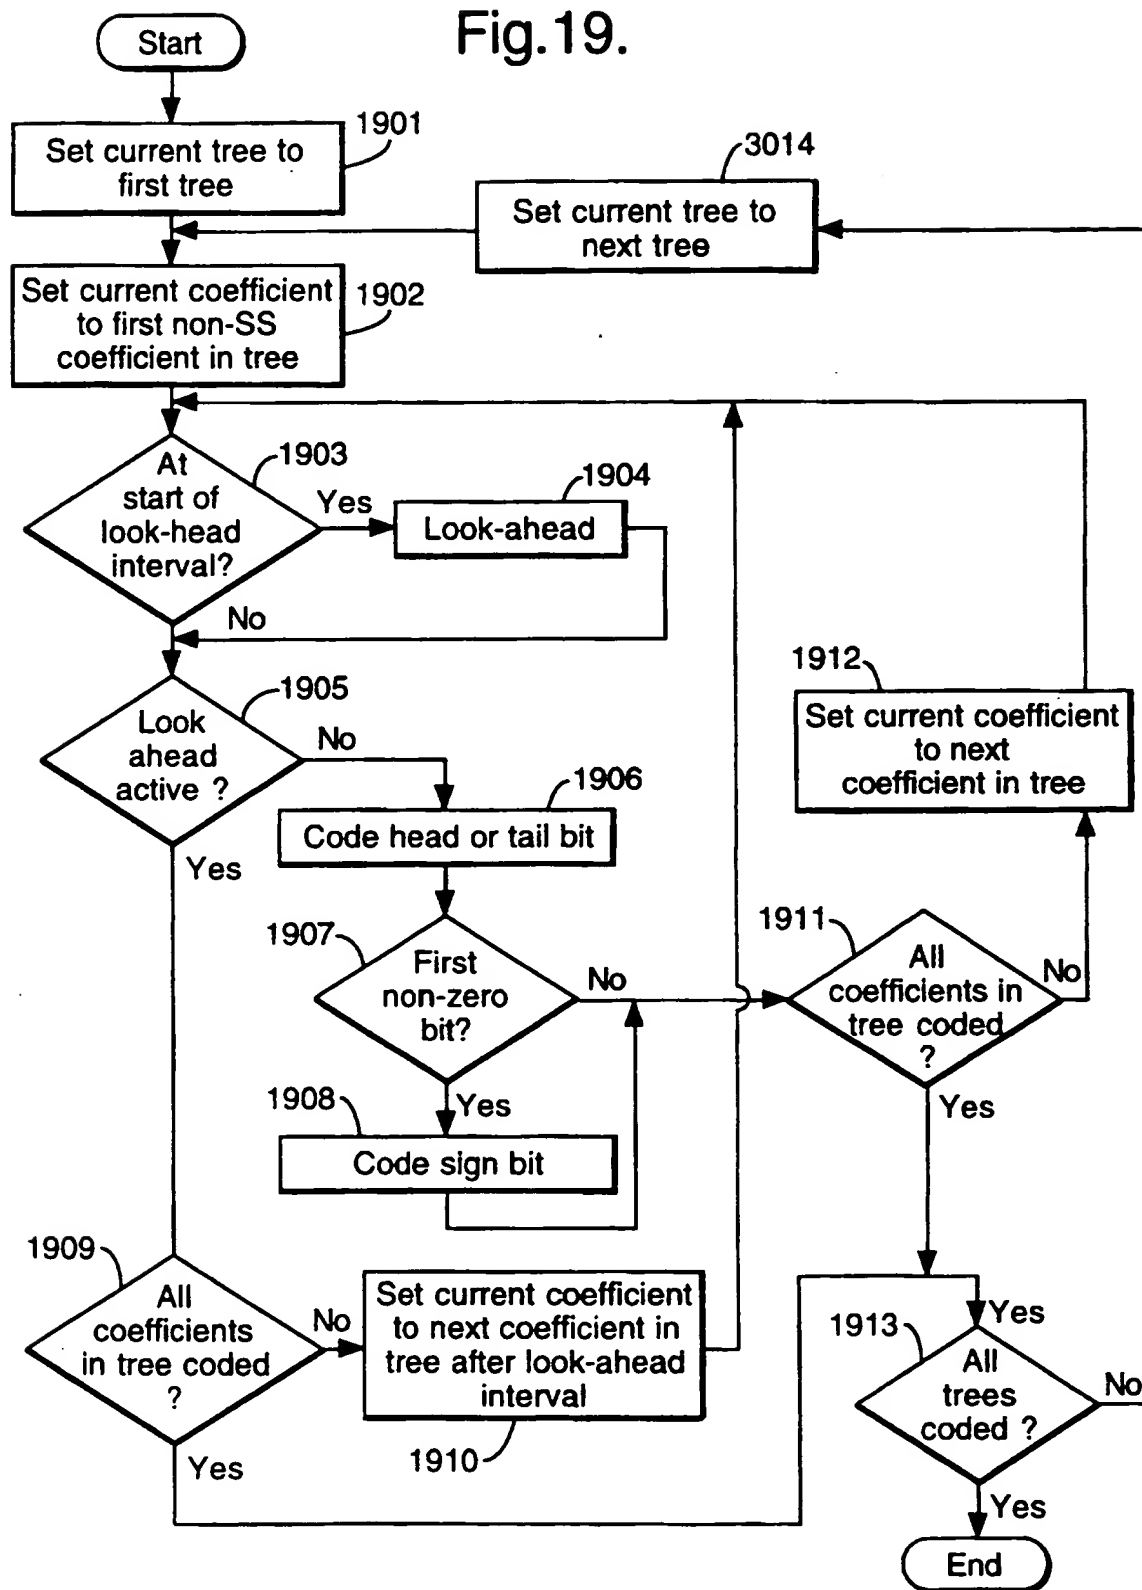 Fig.19.
Start
1901
Set current tree to
first tree
3014
Set current tree to
next tree
1902
Set current coefficient
to first non-SS
coefficient in tree
1903
At
start of
look-head
interval?
Yes
1904
Look-ahead
No
1905
Look
ahead
active ?
No
Yes
1906
Code head or tail bit
1907
First
non-zero
bit?
No
Yes
1908
Code sign bit
1912
Set current coefficient
to next
coefficient in tree
1911
All
coefficients in
tree coded
?
No
Yes
1909
All
coefficients
in tree coded
?
No
Yes
Set current coefficient
to next coefficient in
tree after look-ahead
interval
1910
Yes
1913
All
trees
coded ?
No
Yes
End